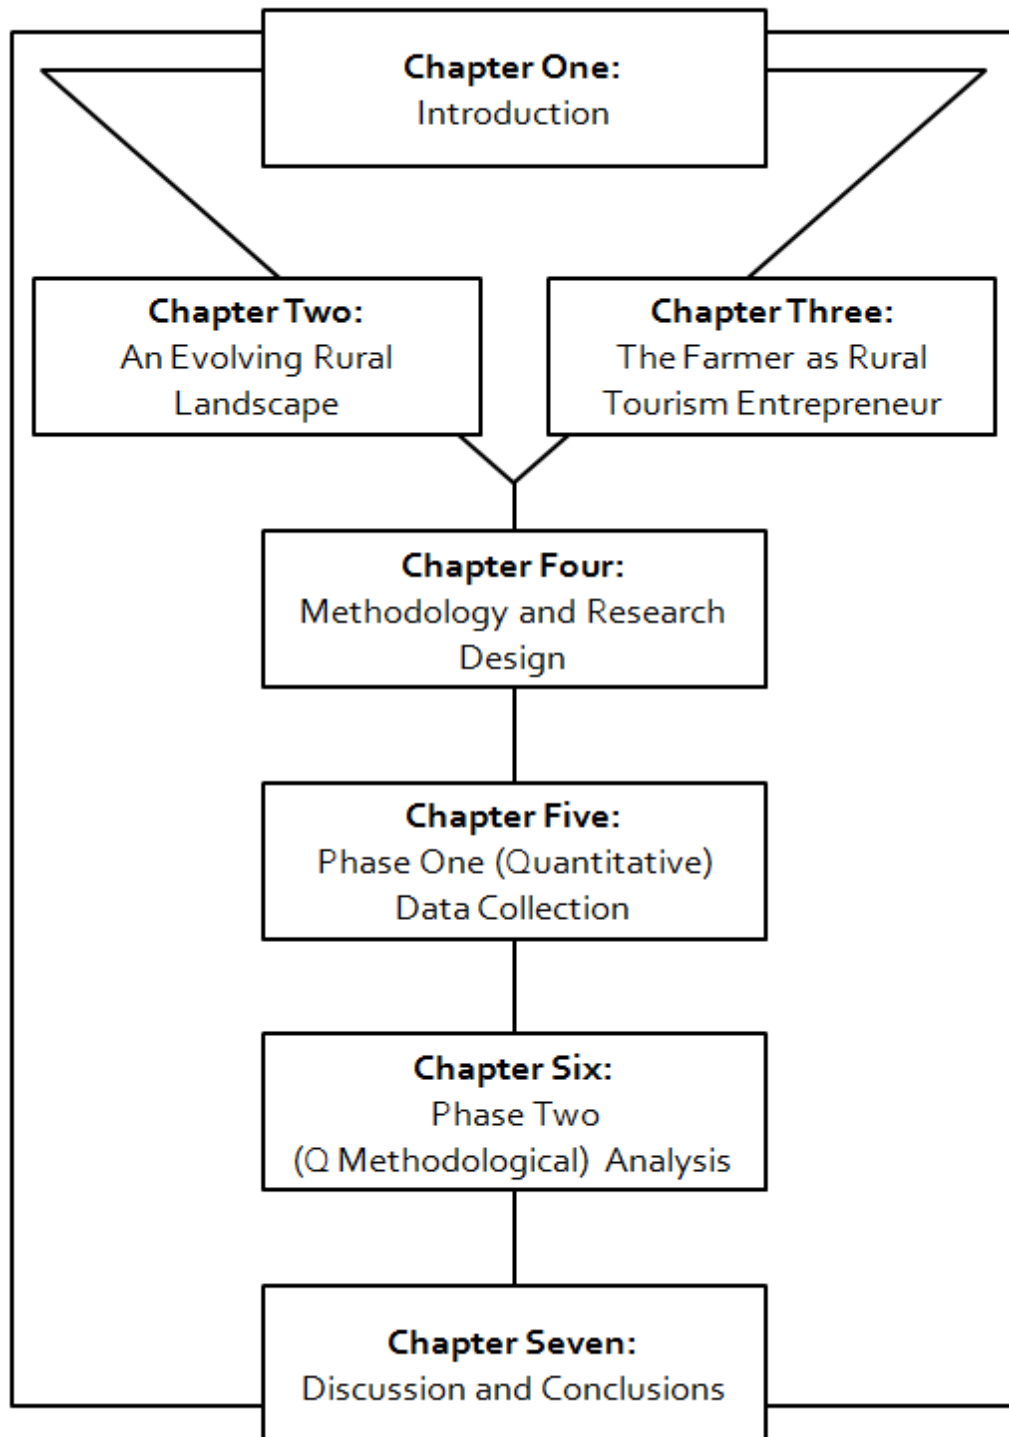 Chapter One:
Introduction
Chapter Two:
An Evolving Rural
Landscape
Chapter Three:
The Farmer as Rural
Tourism Entrepreneur
Chapter Four:
Methodology and Research
Design
Chapter Five:
Phase One (Quantitative)
Data Collection
Chapter Six:
Phase Two
(Q Methodological) Analysis
Chapter Seven:
Discussion and Conclusions